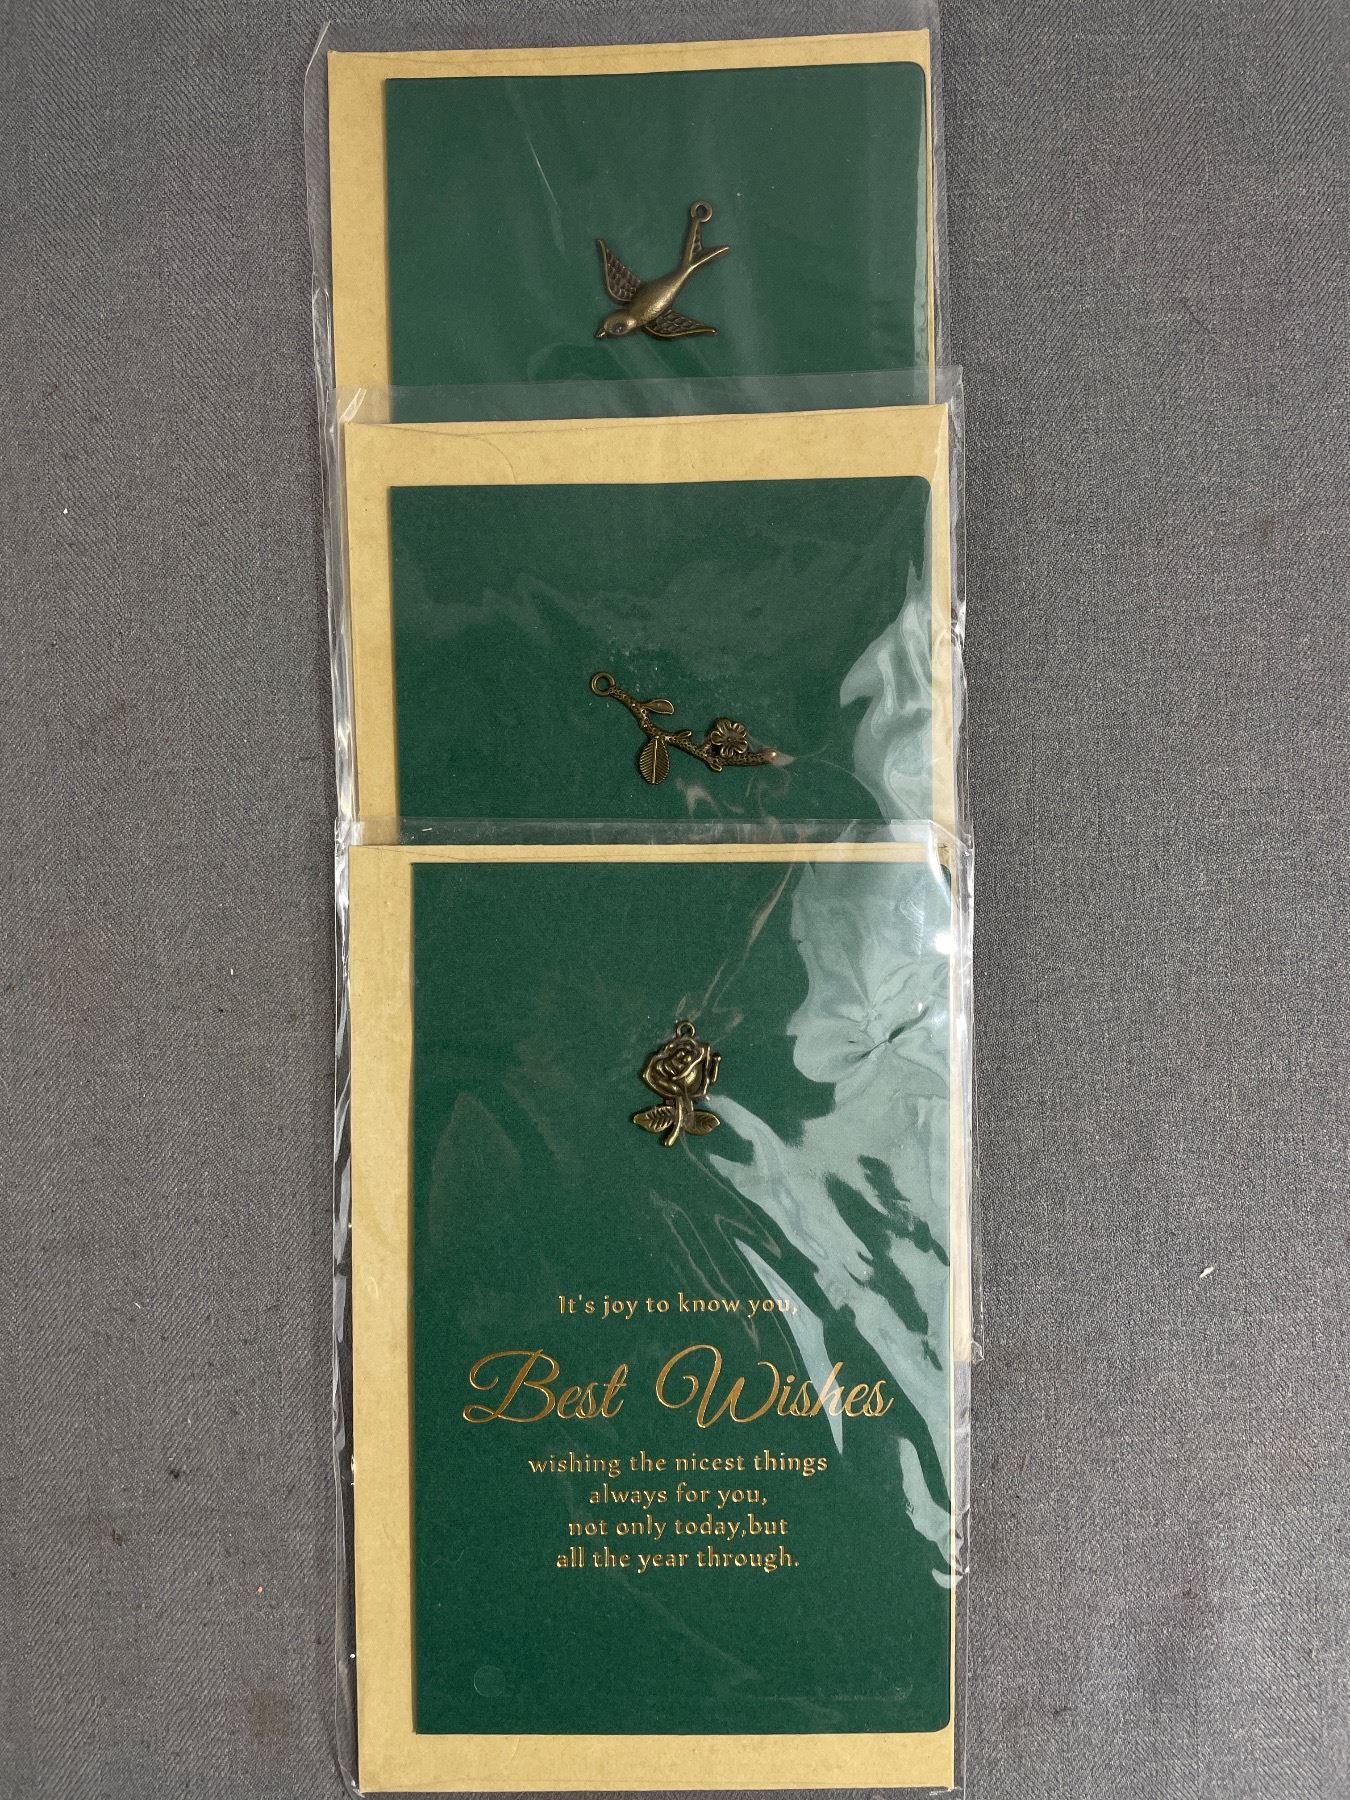 It's joy to know you,
Best Wishes
wishing the nicest things
always for you,
not only today,but
all the year through.